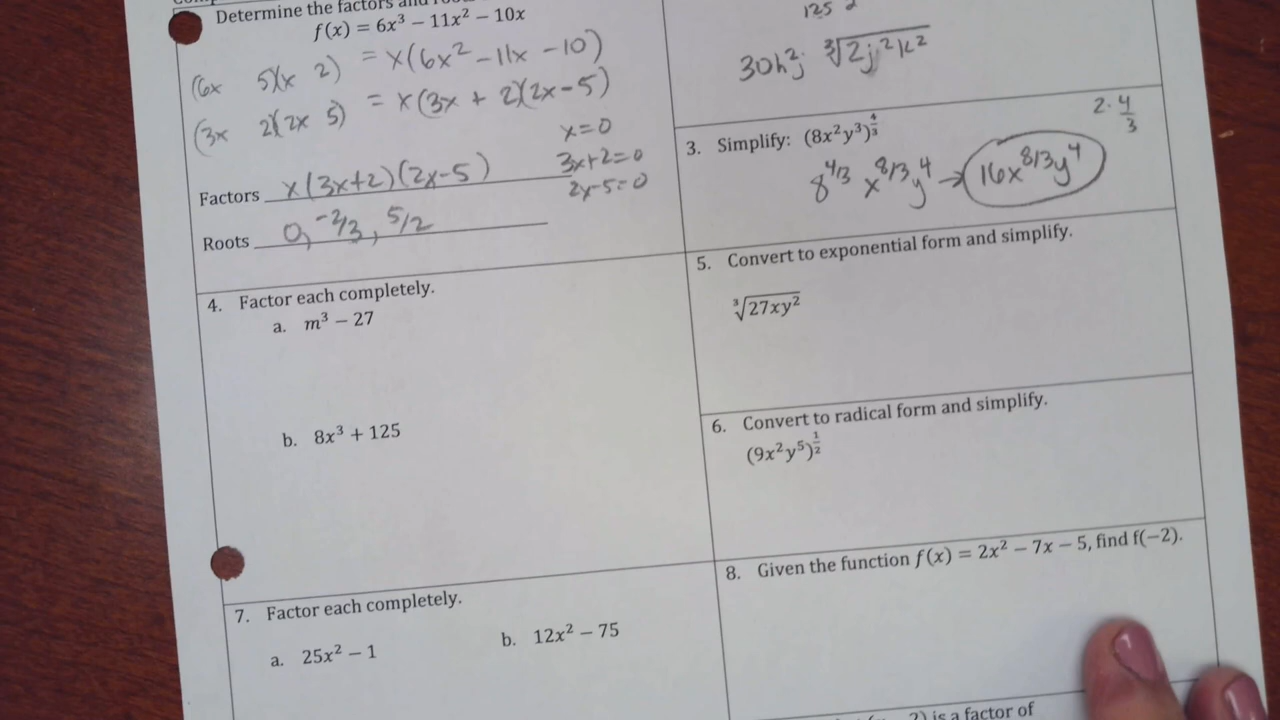 Determine the factors and
f(x) = 6x³ − 11x² − 10x
(6x 5)(x 2) = x(6x² − 11x − 10)
(3x 2)(2x 5) = x(3x + 2)(2x − 5)
x=0
3x+2=0
2x-5=0
Factors x(3x+2)(2x-5)
Roots 0, -2/3, 5/2
125
30h²j ∛2j²k²
3. Simplify: (8x²y³)^4/3
2 · 4/3
8^4/3 x^8/3 y⁴ → 16x^8/3 y⁴
4. Factor each completely.
a. m³ − 27
b. 8x³ + 125
5. Convert to exponential form and simplify.
∛27xy²
6. Convert to radical form and simplify.
(9x²y⁵)^1/2
7. Factor each completely.
a. 25x² − 1
b. 12x² − 75
8. Given the function f(x) = 2x² − 7x − 5, find f(−2).
2) is a factor of